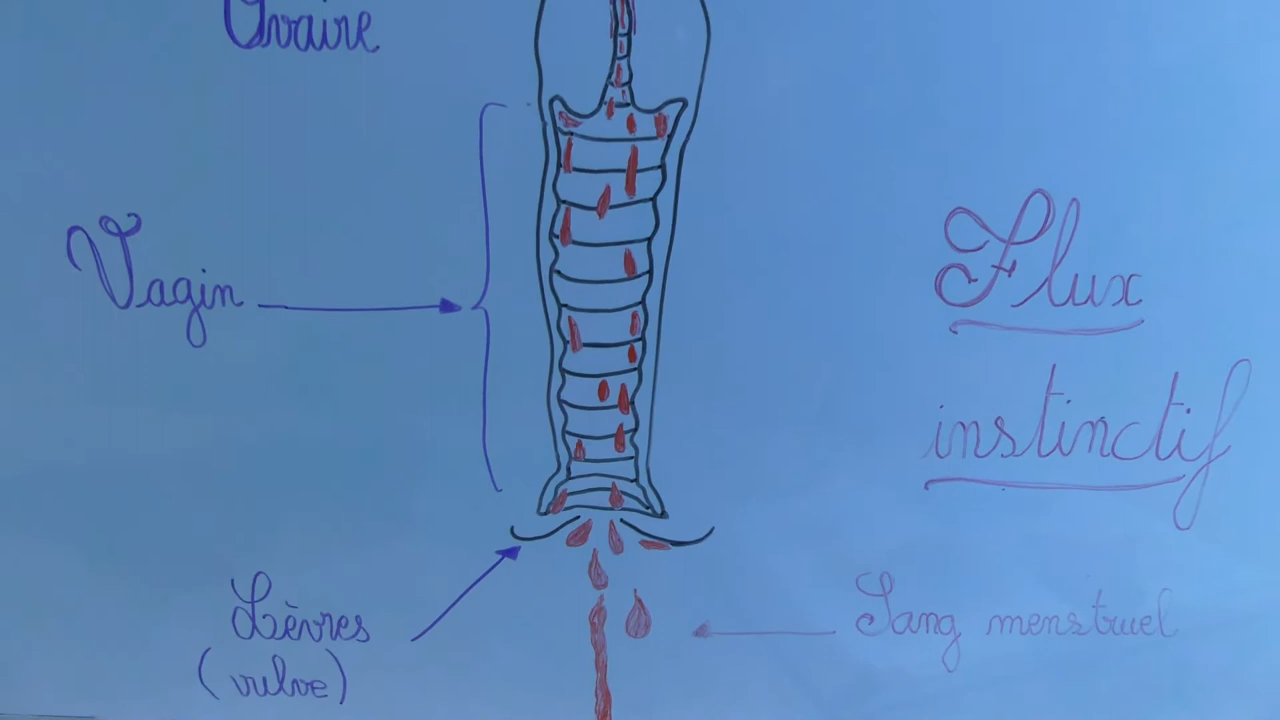 Ovaire
Vagin
Flux
instinctif
Lèvres
(vulve)
Sang menstruel